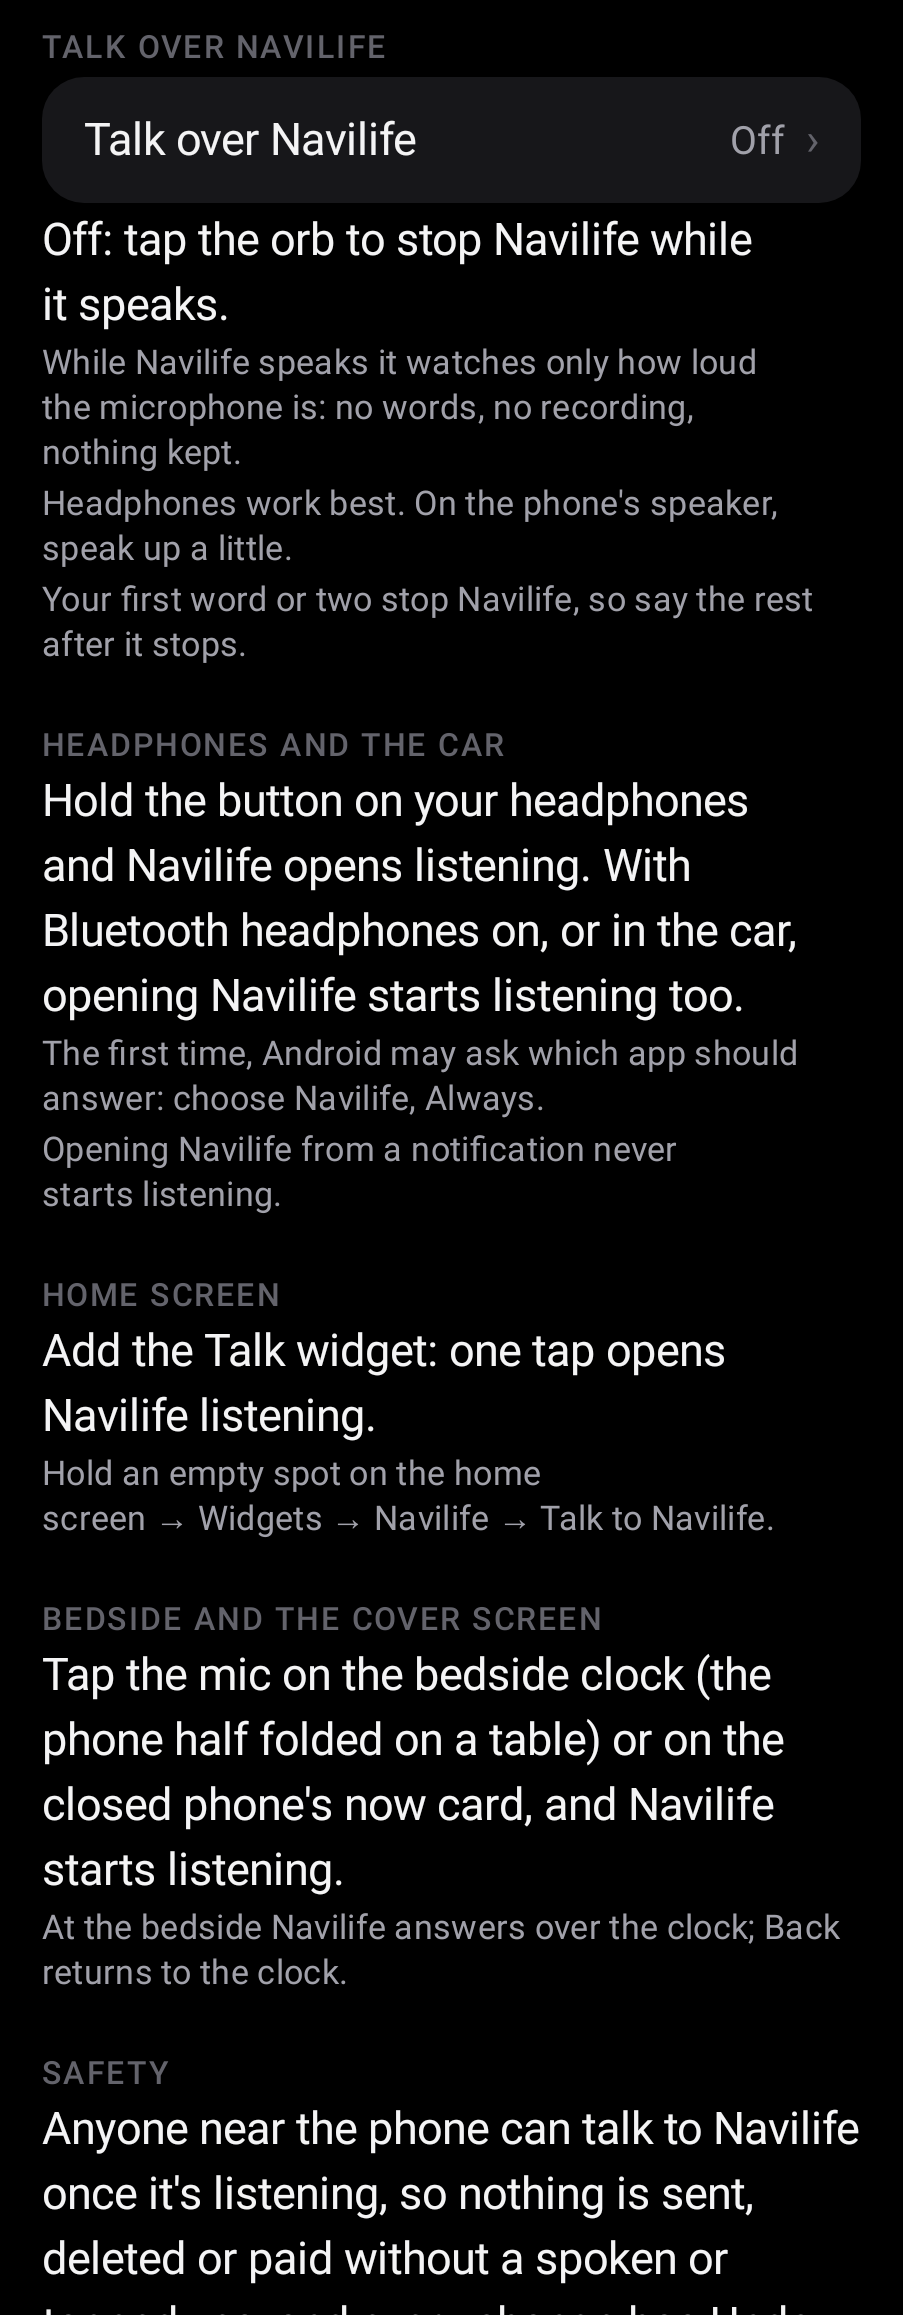 TALK OVER NAVILIFE
Talk over Navilife Off ›
Off: tap the orb to stop Navilife while
it speaks.
While Navilife speaks it watches only how loud
the microphone is: no words, no recording,
nothing kept.
Headphones work best. On the phone's speaker,
speak up a little.
Your first word or two stop Navilife, so say the rest
after it stops.
HEADPHONES AND THE CAR
Hold the button on your headphones
and Navilife opens listening. With
Bluetooth headphones on, or in the car,
opening Navilife starts listening too.
The first time, Android may ask which app should
answer: choose Navilife, Always.
Opening Navilife from a notification never
starts listening.
HOME SCREEN
Add the Talk widget: one tap opens
Navilife listening.
Hold an empty spot on the home
screen → Widgets → Navilife → Talk to Navilife.
BEDSIDE AND THE COVER SCREEN
Tap the mic on the bedside clock (the
phone half folded on a table) or on the
closed phone's now card, and Navilife
starts listening.
At the bedside Navilife answers over the clock; Back
returns to the clock.
SAFETY
Anyone near the phone can talk to Navilife
once it's listening, so nothing is sent,
deleted or paid without a spoken or